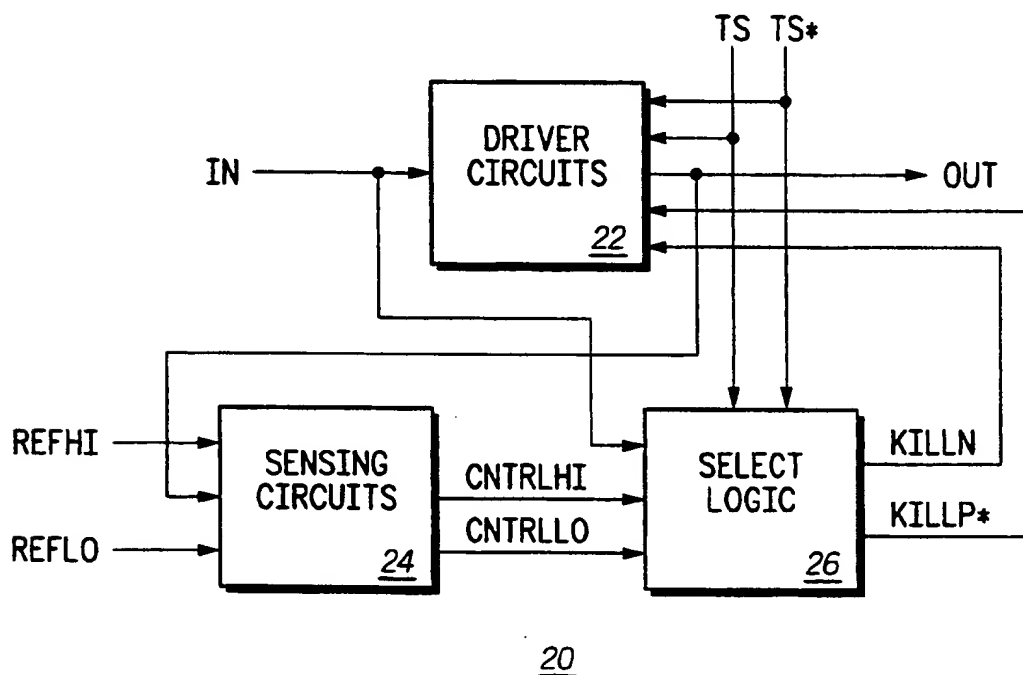 TS TS*
DRIVER
CIRCUITS
22
IN
OUT
REFHI
REFLO
SENSING
CIRCUITS
24
CNTRLHI
CNTRLLO
SELECT
LOGIC
26
KILLN
KILLP*
20